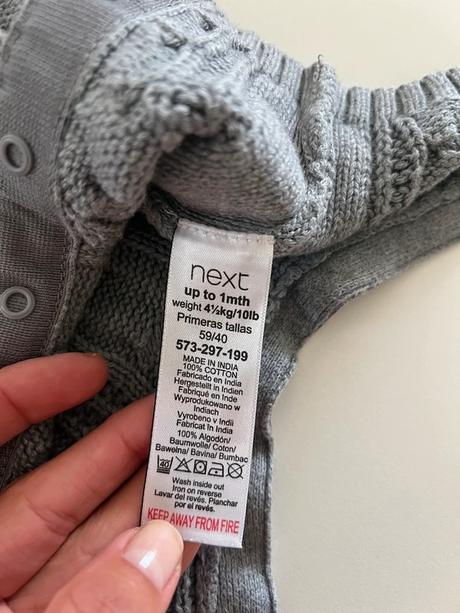 next
up to 1mth
weight 4½kg/10lb
Primeras tallas
59/40
573-297-199
MADE IN INDIA
100% COTTON
Fabricado en India
Hergestellt in Indien
Fabriqué en Inde
Wyprodukowano w
Indiach
Vyrobeno v Indii
Fabricat În India
100% Algodón/
Baumwolle/ Coton/
Bawełna/ Bavlna/ Bumbac
40
Wash inside out
Iron on reverse
Lavar del revés. Planchar
por el revés.
KEEP AWAY FROM FIRE